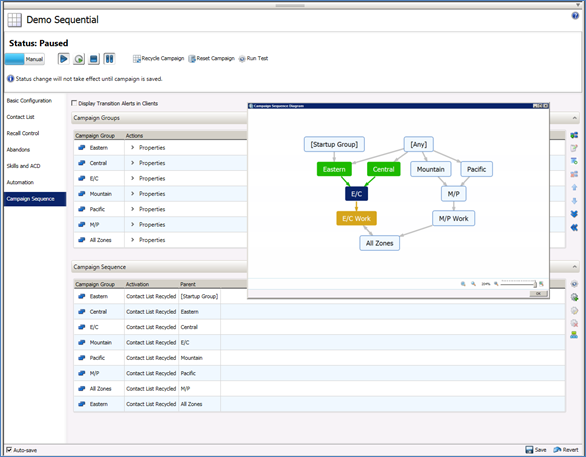 Demo Sequential
Status: Paused
Manual
Recycle Campaign
Reset Campaign
Run Test
Status change will not take effect until campaign is saved.
Basic Configuration
Contact List
Recall Control
Abandons
Skills and ACD
Automation
Campaign Sequence
Display Transition Alerts in Clients
Campaign Groups
Campaign Group Actions
Eastern > Properties
Central > Properties
E/C > Properties
Mountain > Properties
Pacific > Properties
M/P > Properties
All Zones > Properties
Campaign Sequence Diagram
[Startup Group] [Any]
Eastern Central Mountain Pacific
E/C M/P
E/C Work M/P Work
All Zones
OK
Campaign Sequence
Campaign Group Activation Parent
Eastern Contact List Recycled [Startup Group]
Central Contact List Recycled Eastern
E/C Contact List Recycled Central
Mountain Contact List Recycled E/C
Pacific Contact List Recycled Mountain
M/P Contact List Recycled Pacific
All Zones Contact List Recycled M/P
Eastern Contact List Recycled All Zones
Auto-save
Save
Revert